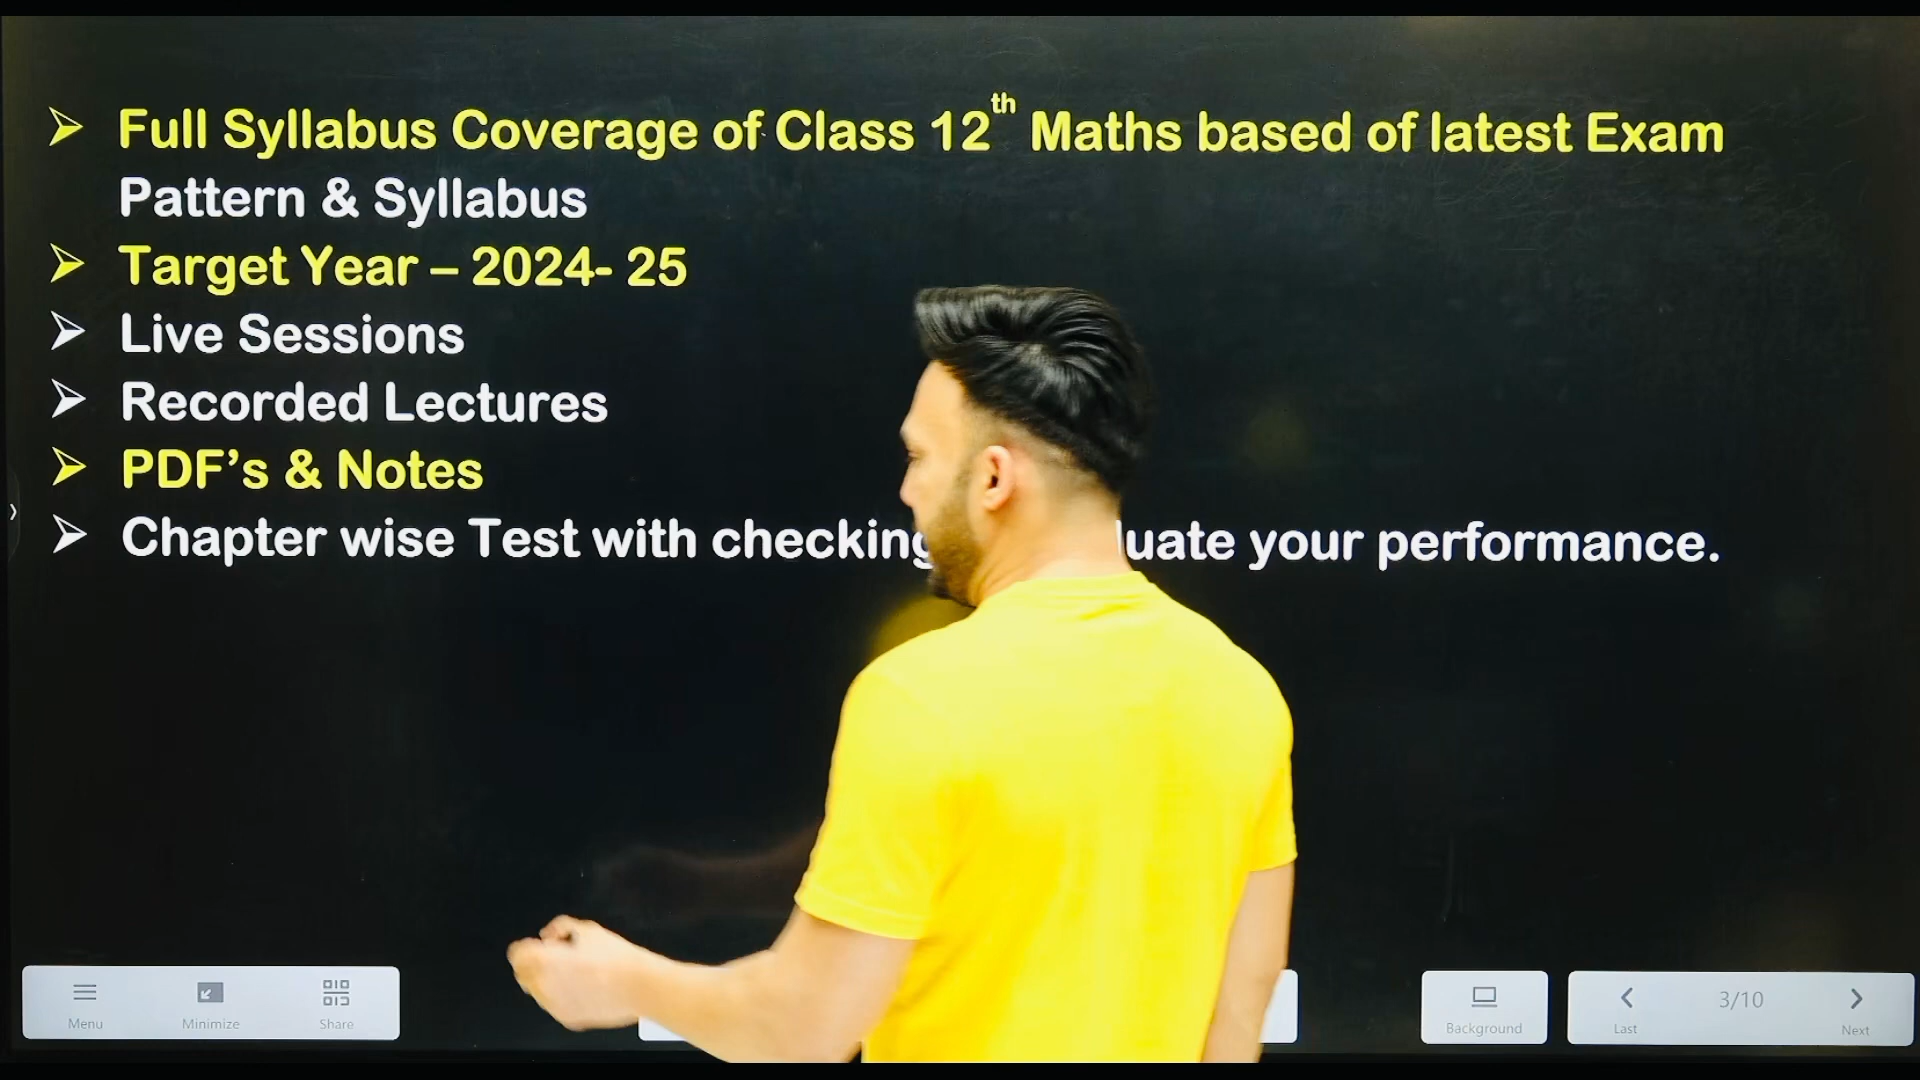 ➤ Full Syllabus Coverage of Class 12th Maths based of latest Exam
Pattern & Syllabus
➤ Target Year – 2024- 25
➤ Live Sessions
➤ Recorded Lectures
➤ PDF’s & Notes
➤ Chapter wise Test with checking your performance.
Menu Minimize Share Background Last 3/10 Next